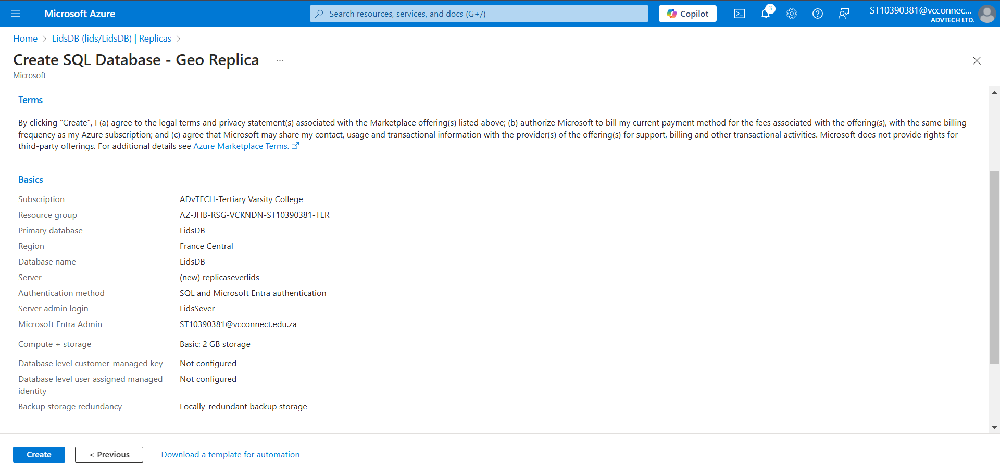 Microsoft Azure
Search resources, services, and docs (G+/)
Copilot
3
ST10390381@vcconnec...
ADVTECH LTD.
Home > LidsDB (lids/LidsDB) | Replicas >
Create SQL Database - Geo Replica ...
Microsoft
Terms
By clicking "Create", I (a) agree to the legal terms and privacy statement(s) associated with the Marketplace offering(s) listed above; (b) authorize Microsoft to bill my current payment method for the fees associated with the offering(s), with the same billing
frequency as my Azure subscription; and (c) agree that Microsoft may share my contact, usage and transactional information with the provider(s) of the offering(s) for support, billing and other transactional activities. Microsoft does not provide rights for
third-party offerings. For additional details see Azure Marketplace Terms.
Basics
Subscription ADvTECH-Tertiary Varsity College
Resource group AZ-JHB-RSG-VCKNDN-ST10390381-TER
Primary database LidsDB
Region France Central
Database name LidsDB
Server (new) replicaseverlids
Authentication method SQL and Microsoft Entra authentication
Server admin login LidsSever
Microsoft Entra Admin ST10390381@vcconnect.edu.za
Compute + storage Basic: 2 GB storage
Database level customer-managed key Not configured
Database level user assigned managed Not configured
identity
Backup storage redundancy Locally-redundant backup storage
Create
< Previous
Download a template for automation